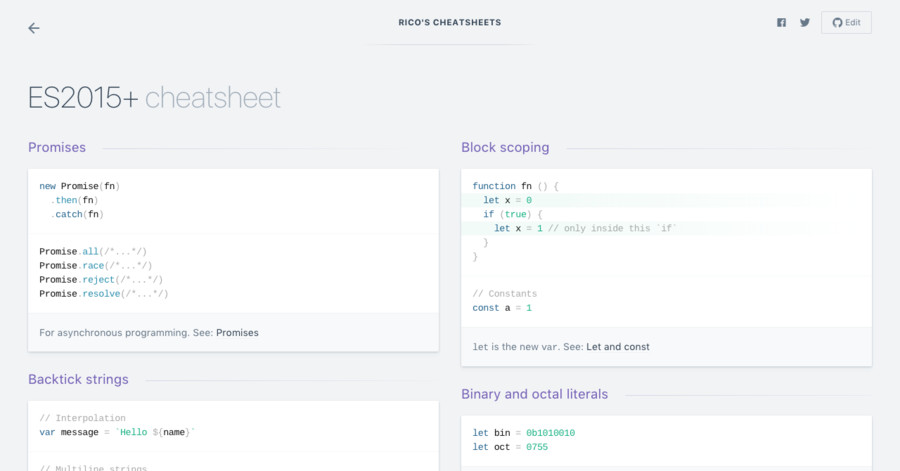 RICO'S CHEATSHEETS
Edit
ES2015+ cheatsheet
Promises
new Promise(fn)
  .then(fn)
  .catch(fn)
Promise.all(/*...*/)
Promise.race(/*...*/)
Promise.reject(/*...*/)
Promise.resolve(/*...*/)
For asynchronous programming. See: Promises
Backtick strings
// Interpolation
var message = `Hello ${name}`
// Multiline strings
Block scoping
function fn () {
  let x = 0
  if (true) {
    let x = 1 // only inside this `if`
  }
}
// Constants
const a = 1
let is the new var. See: Let and const
Binary and octal literals
let bin = 0b1010010
let oct = 0755